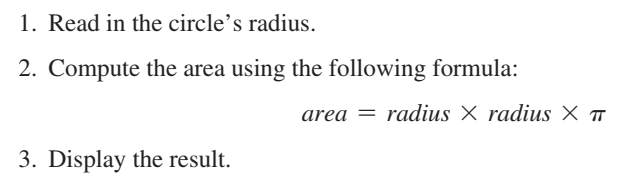 1. Read in the circle’s radius.
2. Compute the area using the following formula:
area = radius × radius × π
3. Display the result.